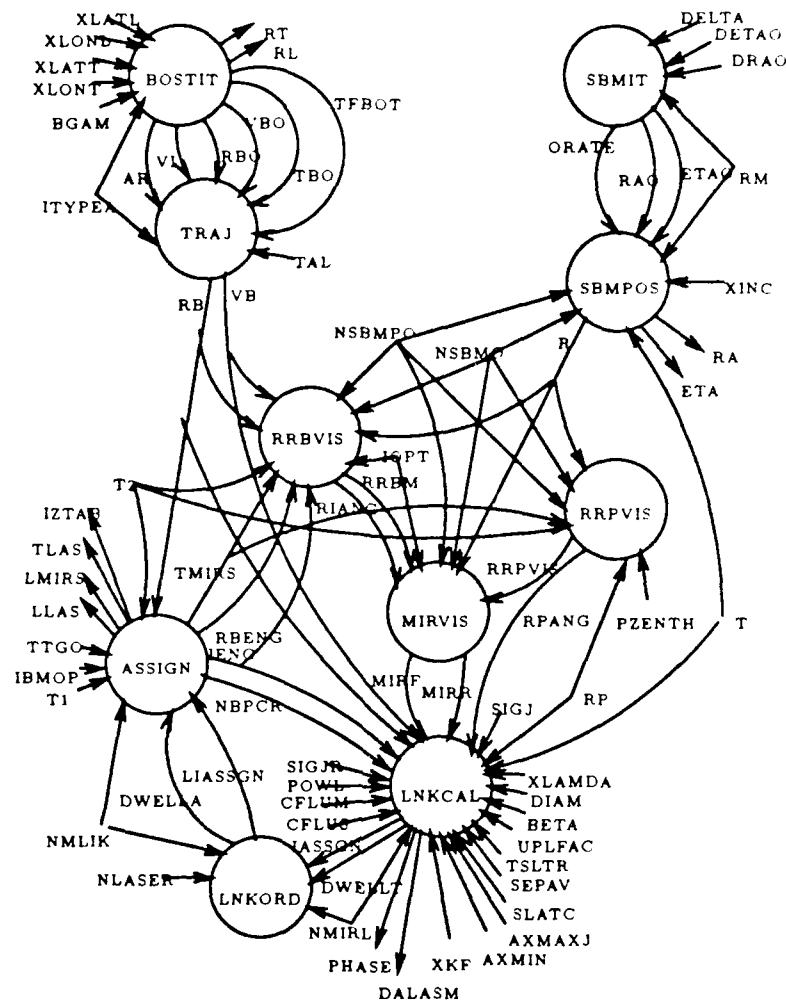 XLATL
XLONL
XLATT
XLONT
BGAM
ITYPEA
BOSTIT
RT
RL
TFBOT
VBO
RBO
TBO
VL
AR
TRAJ
TAL
RB
VB
DELTA
DETAO
DRAO
SBMIT
ORATE
RAO
ETAO
RM
SBMPOS
XINC
RA
ETA
R
NSBMPO
NSBMO
RRBVIS
IOPT
RRBM
RIANG
T2
RRPVIS
RRPVIS
RPANG
PZENTH
T
RP
IZTAB
TLAS
LMIRS
LLAS
TTGO
IBMOP
T1
TMIRS
RBENG
IENG
ASSIGN
NBPCR
MIRVIS
MIRF
MIRR
SIGJ
LIASSGN
DWELLA
NMLIK
NLASER
LNKORD
SIGJR
POWL
CFLUM
CFLUS
IASSGN
DWELLT
LNKCAL
XLAMDA
DIAM
BETA
UPLFAC
TSLTR
SEPAV
SLATC
AXMAXJ
AXMIN
XKF
NMIRL
PHASE
DALASM